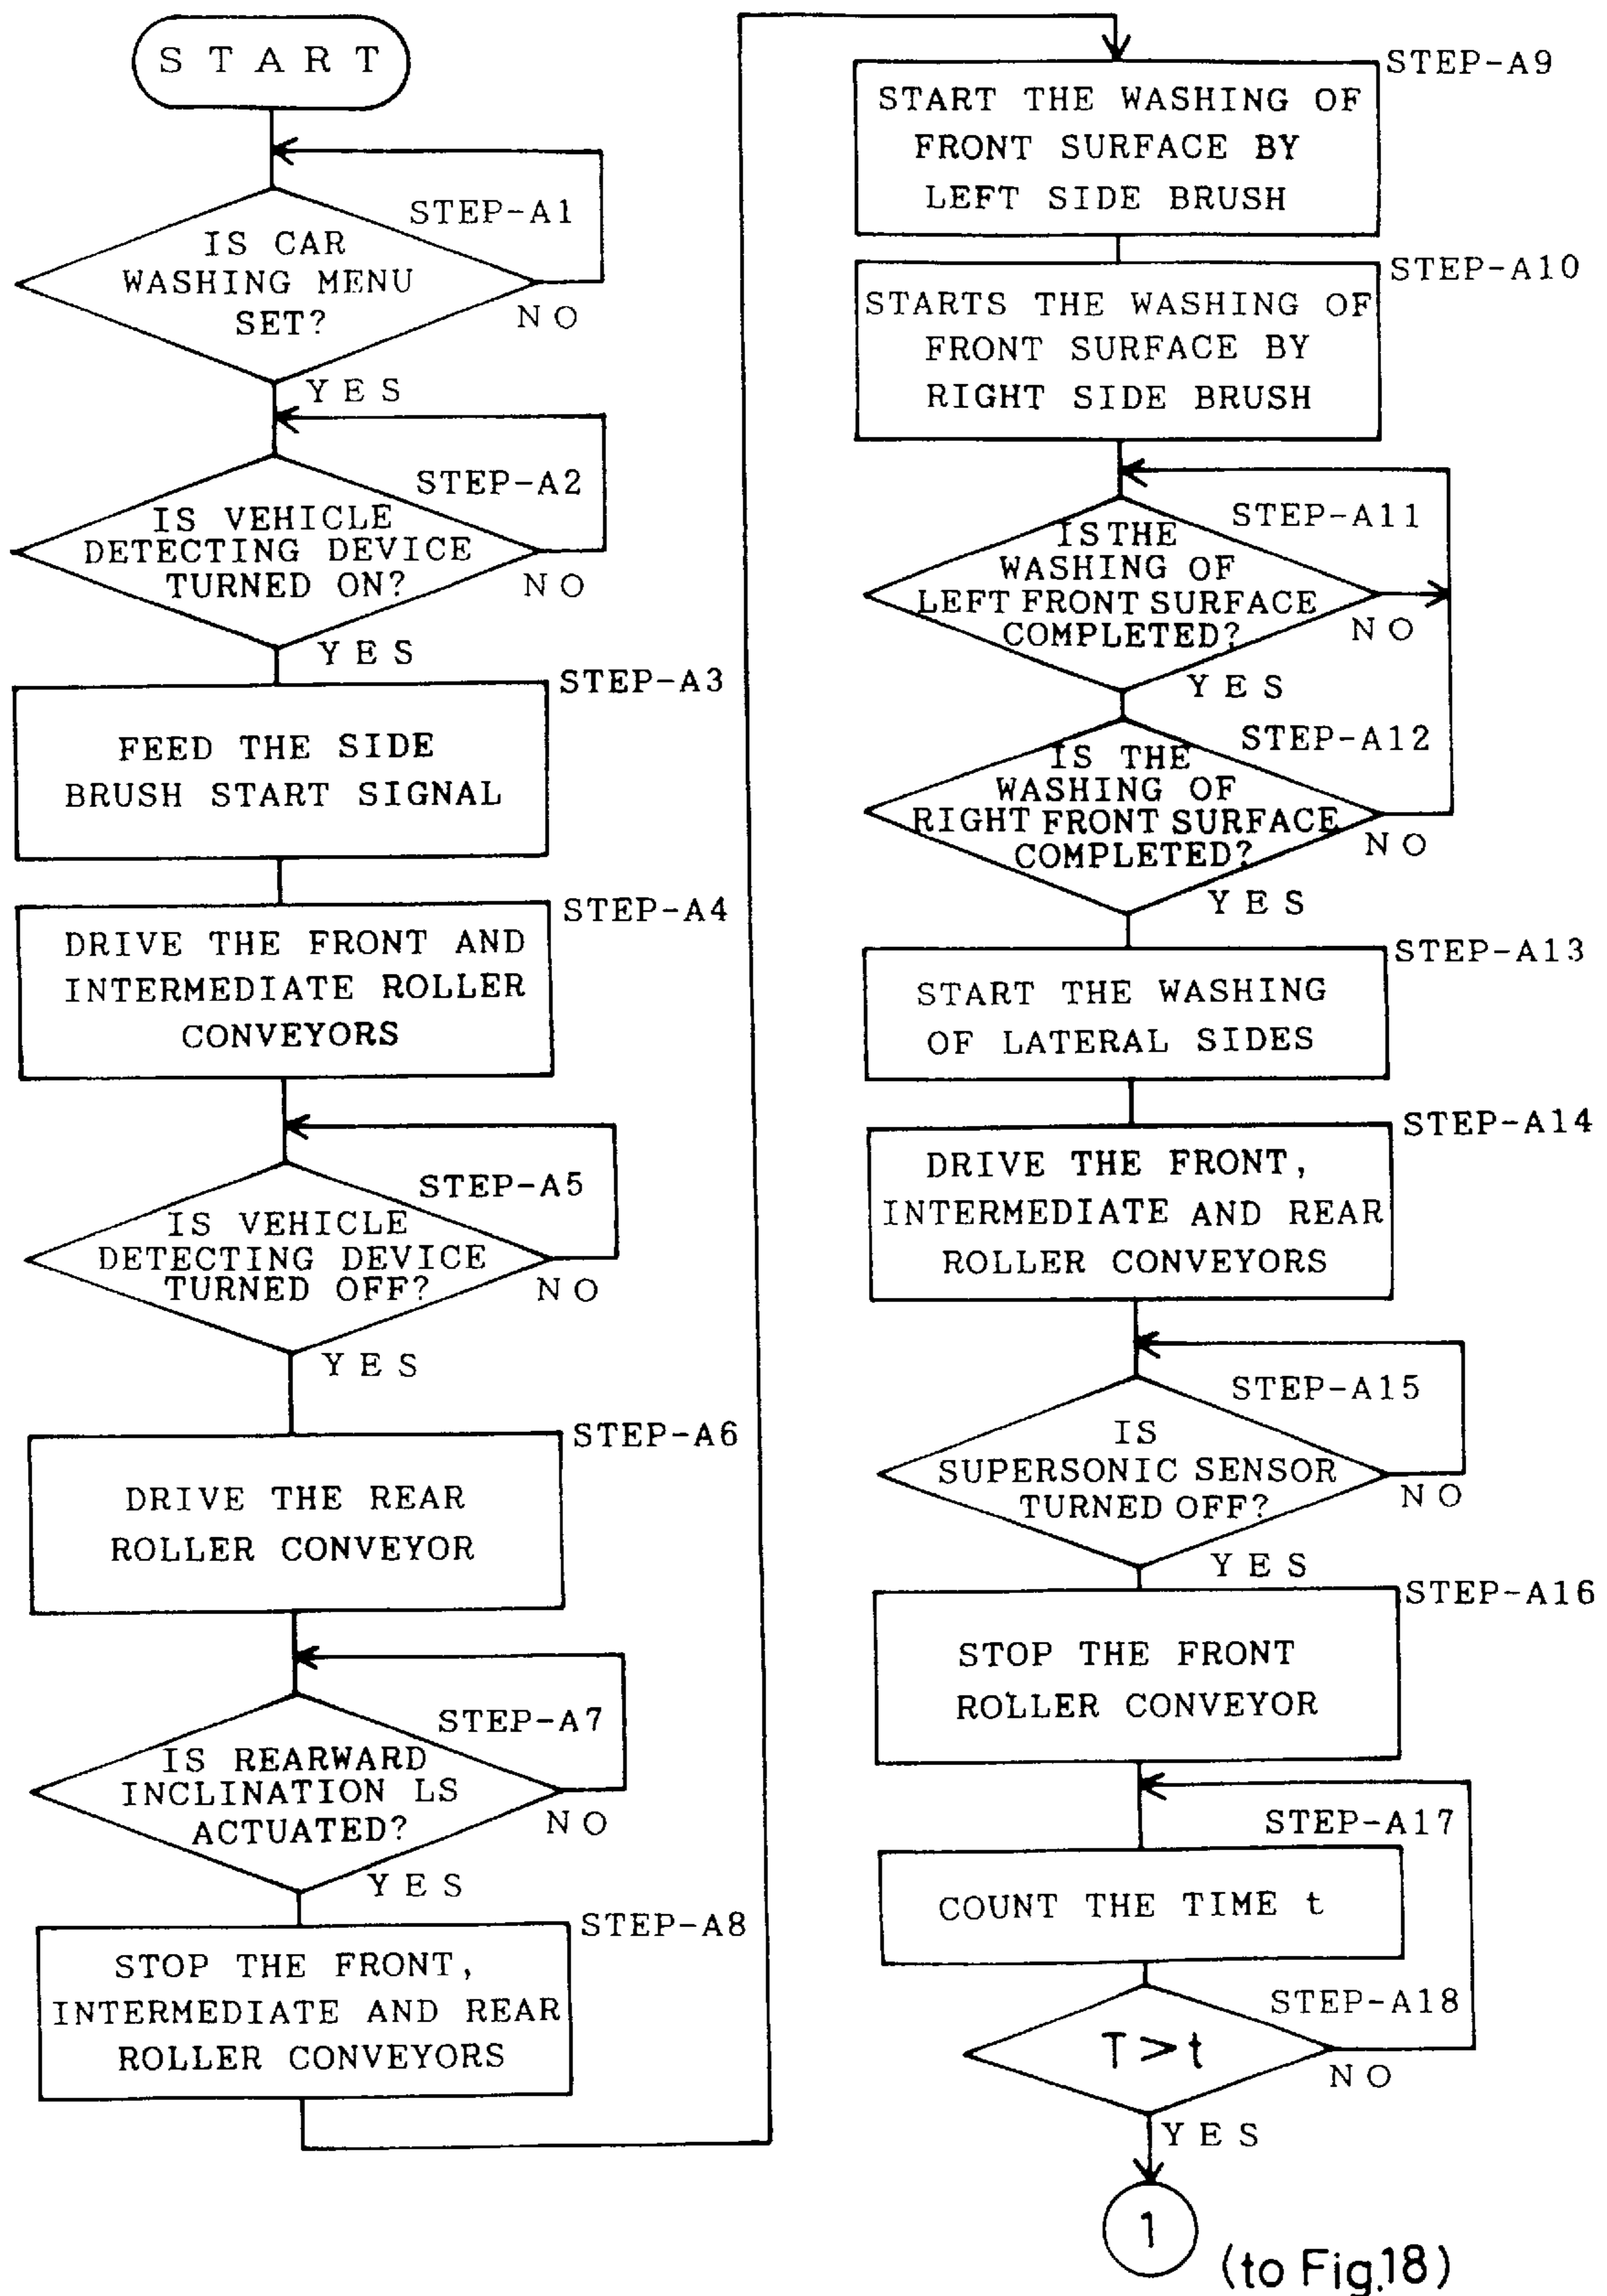 START
STEP-A1
IS CAR
WASHING MENU
SET?
NO
YES
STEP-A2
IS VEHICLE
DETECTING DEVICE
TURNED ON?
NO
YES
STEP-A3
FEED THE SIDE
BRUSH START SIGNAL
STEP-A4
DRIVE THE FRONT AND
INTERMEDIATE ROLLER
CONVEYORS
STEP-A5
IS VEHICLE
DETECTING DEVICE
TURNED OFF?
NO
YES
STEP-A6
DRIVE THE REAR
ROLLER CONVEYOR
STEP-A7
IS REARWARD
INCLINATION LS
ACTUATED?
NO
YES
STEP-A8
STOP THE FRONT,
INTERMEDIATE AND REAR
ROLLER CONVEYORS
STEP-A9
START THE WASHING OF
FRONT SURFACE BY
LEFT SIDE BRUSH
STEP-A10
STARTS THE WASHING OF
FRONT SURFACE BY
RIGHT SIDE BRUSH
STEP-A11
IS THE
WASHING OF
LEFT FRONT SURFACE
COMPLETED?
NO
YES
STEP-A12
IS THE
WASHING OF
RIGHT FRONT SURFACE
COMPLETED?
NO
YES
STEP-A13
START THE WASHING
OF LATERAL SIDES
STEP-A14
DRIVE THE FRONT,
INTERMEDIATE AND REAR
ROLLER CONVEYORS
STEP-A15
IS
SUPERSONIC SENSOR
TURNED OFF?
NO
YES
STEP-A16
STOP THE FRONT
ROLLER CONVEYOR
STEP-A17
COUNT THE TIME t
STEP-A18
T>t
NO
YES
1
(to Fig.18)